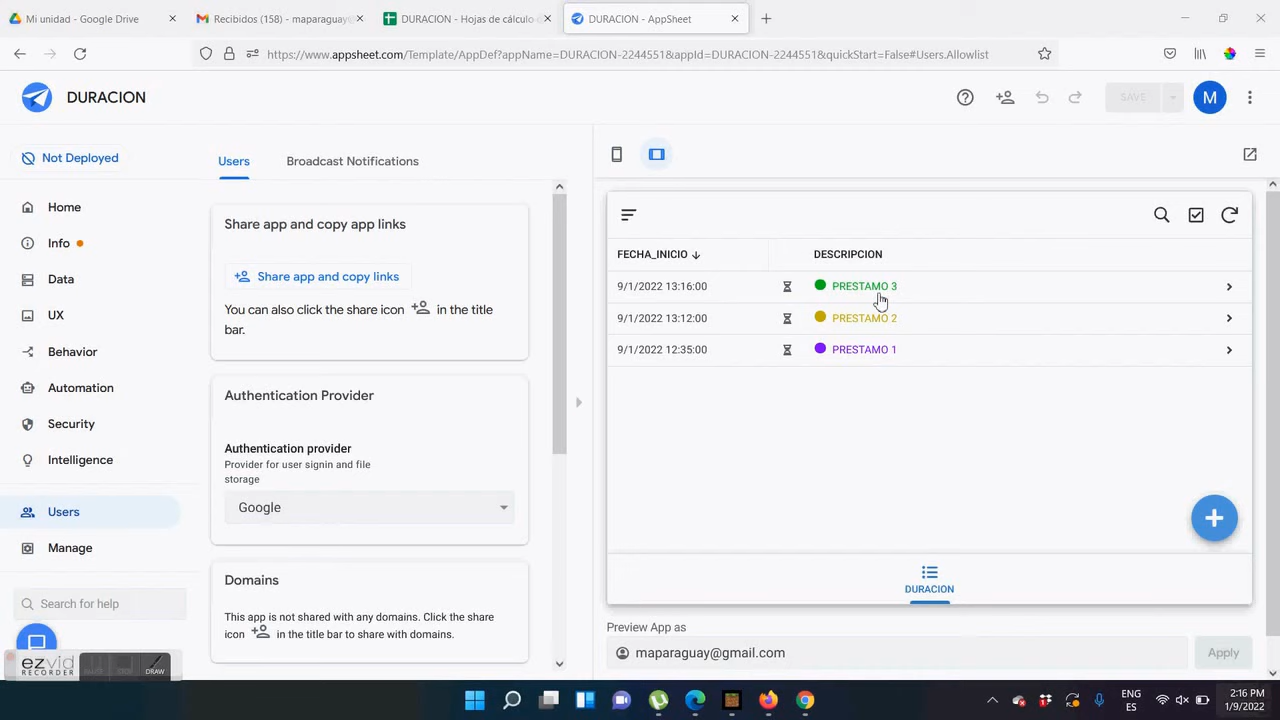 Mi unidad - Google Drive
Recibidos (158) - maparaguay@gm
DURACION - Hojas de cálculo
DURACION - AppSheet
https://www.appsheet.com/Template/AppDef?appName=DURACION-2244551&appId=DURACION-2244551&quickStart=False#Users.Allowlist
DURACION
SAVE
M
Not Deployed
Users
Broadcast Notifications
Home
Info
Data
UX
Behavior
Automation
Security
Intelligence
Users
Manage
Search for help
Share app and copy app links
Share app and copy links
You can also click the share icon in the title
bar.
Authentication Provider
Authentication provider
Provider for user signin and file
storage
Google
Domains
This app is not shared with any domains. Click the share
icon in the title bar to share with domains.
FECHA_INICIO DESCRIPCION
9/1/2022 13:16:00 PRESTAMO 3
9/1/2022 13:12:00 PRESTAMO 2
9/1/2022 12:35:00 PRESTAMO 1
DURACION
Preview App as
maparaguay@gmail.com
Apply
ezvid
RECORDER
DRAW
ENG
ES
2:16 PM
1/9/2022